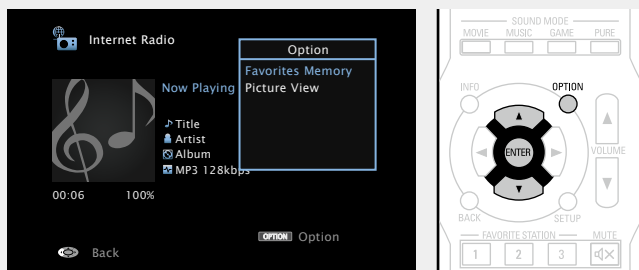 Internet Radio
Option
Favorites Memory
Now Playing
Picture View
Title
Artist
Album
MP3 128kbps
00:06 100%
OPTION Option
Back
SOUND MODE
MOVIE MUSIC GAME PURE
INFO OPTION
ENTER
VOLUME
BACK SETUP
FAVORITE STATION MUTE
1 2 3